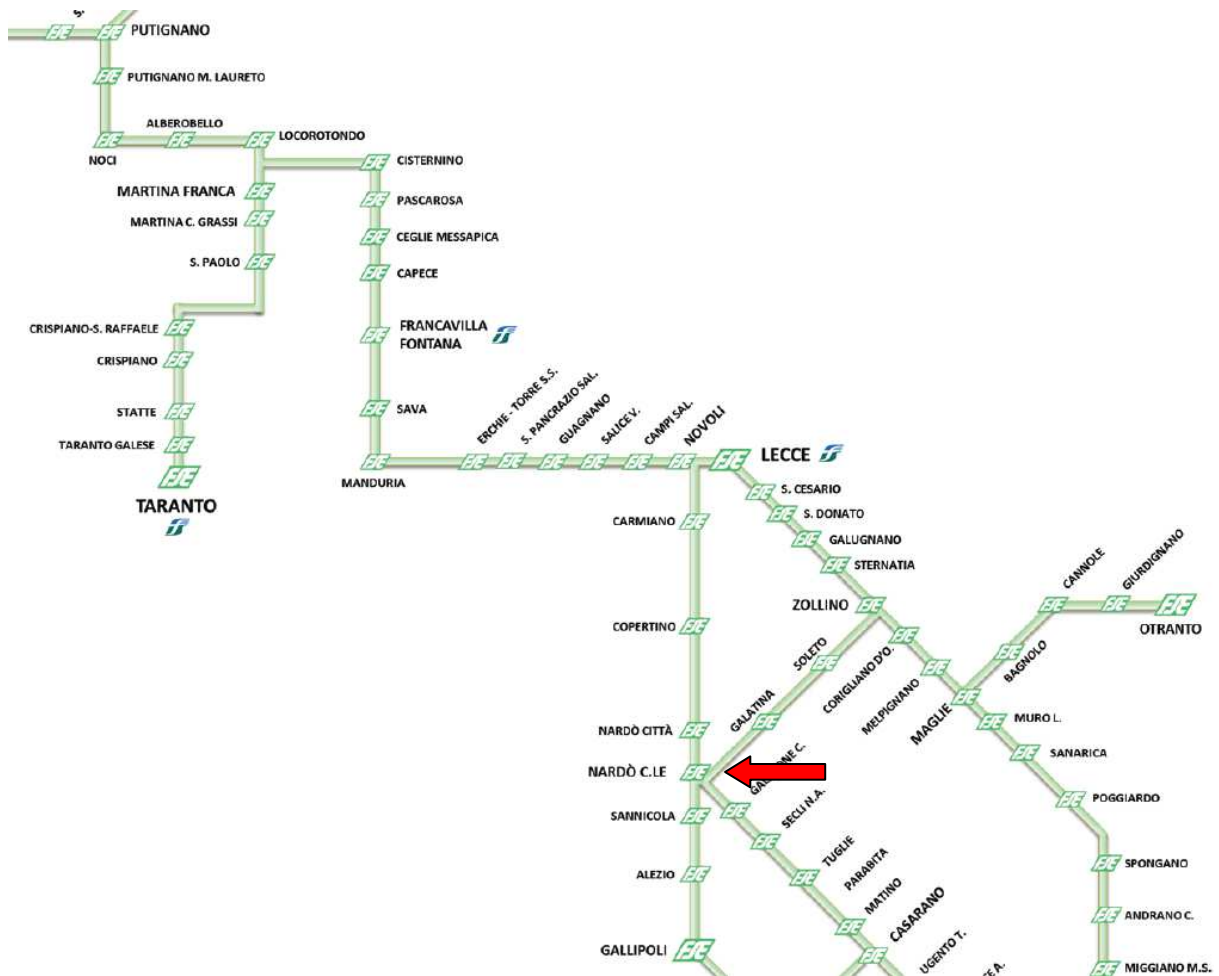 S.
PUTIGNANO
PUTIGNANO M. LAURETO
ALBEROBELLO
LOCOROTONDO
NOCI
CISTERNINO
MARTINA FRANCA
PASCAROSA
MARTINA C. GRASSI
CEGLIE MESSAPICA
S. PAOLO
CAPECE
CRISPIANO-S. RAFFAELE
FRANCAVILLA
FONTANA
CRISPIANO
STATTE
SAVA
TARANTO GALESE
TARANTO
MANDURIA
ERCHIE - TORRE S.S.
S. PANCRAZIO SAL.
GUAGNANO
SALICE V.
CAMPI SAL.
NOVOLI
LECCE
S. CESARIO
S. DONATO
GALUGNANO
STERNATIA
CARMIANO
ZOLLINO
COPERTINO
SOLETO
GALATINA
CORIGLIANO D'O.
MELPIGNANO
MAGLIE
BAGNOLO
CANNOLE
GIURDIGNANO
OTRANTO
MURO L.
SANARICA
POGGIARDO
SPONGANO
ANDRANO C.
MIGGIANO M.S.
NARDÒ CITTÀ
NARDÒ C.LE
SANNICOLA
ALEZIO
GALLIPOLI
SECLI N.A.
TUGLIE
PARABITA
MATINO
CASARANO
UGENTO T.